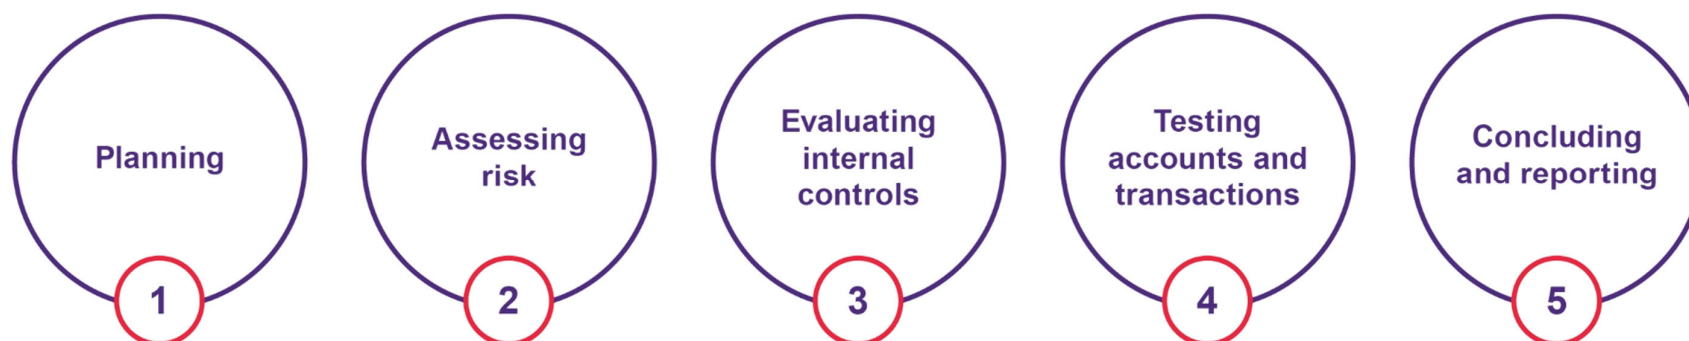 Planning
1
Assessing
risk
2
Evaluating
internal
controls
3
Testing
accounts and
transactions
4
Concluding
and reporting
5